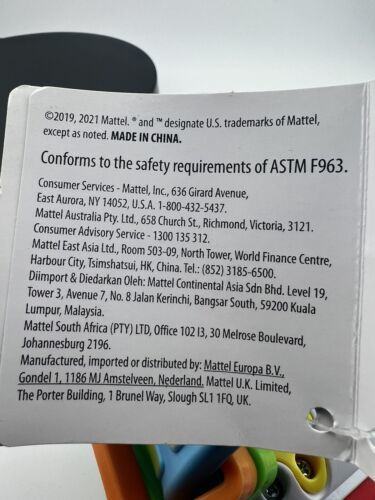 ©2019, 2021 Mattel. ® and ™ designate U.S. trademarks of Mattel,
except as noted. MADE IN CHINA.
Conforms to the safety requirements of ASTM F963.
Consumer Services - Mattel, Inc., 636 Girard Avenue,
East Aurora, NY 14052, U.S.A. 1-800-432-5437.
Mattel Australia Pty. Ltd., 658 Church St., Richmond, Victoria, 3121.
Consumer Advisory Service - 1300 135 312.
Mattel East Asia Ltd., Room 503-09, North Tower, World Finance Centre,
Harbour City, Tsimshatsui, HK, China. Tel.: (852) 3185-6500.
Diimport & Diedarkan Oleh: Mattel Continental Asia Sdn Bhd. Level 19,
Tower 3, Avenue 7, No. 8 Jalan Kerinchi, Bangsar South, 59200 Kuala
Lumpur, Malaysia.
Mattel South Africa (PTY) LTD, Office 102 I3, 30 Melrose Boulevard,
Johannesburg 2196.
Manufactured, imported or distributed by: Mattel Europa B.V.,
Gondel 1, 1186 MJ Amstelveen, Nederland. Mattel U.K. Limited,
The Porter Building, 1 Brunel Way, Slough SL1 1FQ, UK.